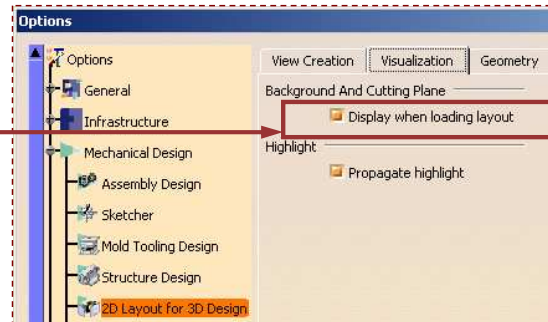 Options
Options
General
Infrastructure
Mechanical Design
Assembly Design
Sketcher
Mold Tooling Design
Structure Design
2D Layout for 3D Design
View Creation Visualization Geometry
Background And Cutting Plane
Display when loading layout
Highlight
Propagate highlight